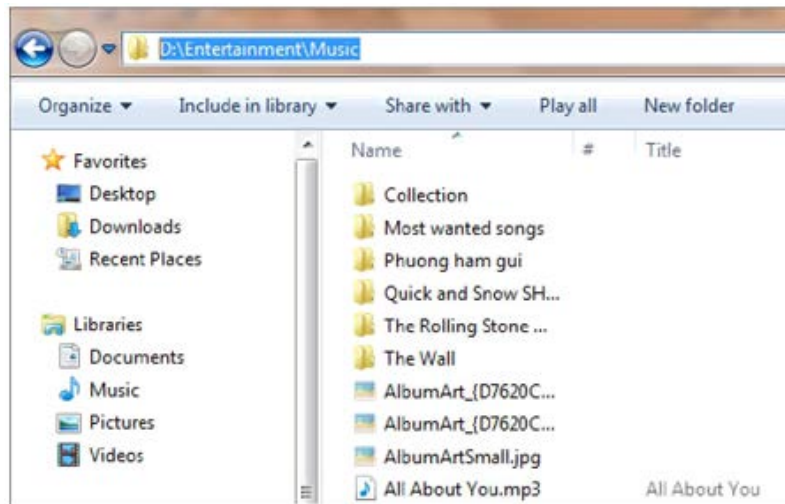 D:\Entertainment\Music
Organize Include in library Share with Play all New folder
Favorites
Desktop
Downloads
Recent Places
Libraries
Documents
Music
Pictures
Videos
Name # Title
Collection
Most wanted songs
Phuong ham gui
Quick and Snow SH...
The Rolling Stone ...
The Wall
AlbumArt_{D7620C...
AlbumArt_{D7620C...
AlbumArtSmall.jpg
All About You.mp3 All About You